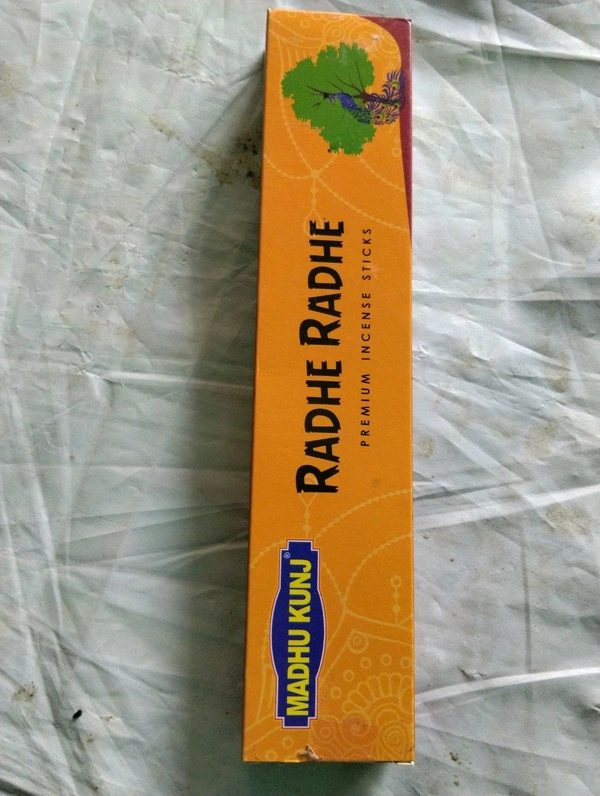 MADHU KUNJ®
RADHE RADHE
PREMIUM INCENSE STICKS